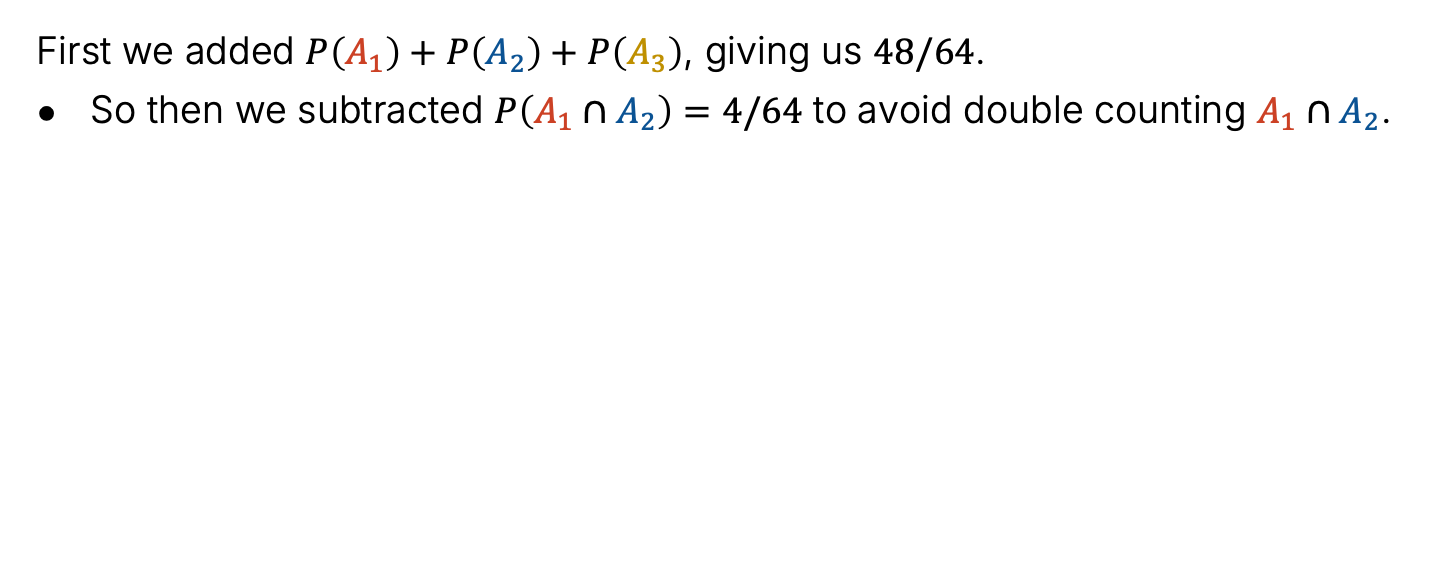 First we added P(A₁) + P(A₂) + P(A₃), giving us 48/64.
• So then we subtracted P(A₁ ∩ A₂) = 4/64 to avoid double counting A₁ ∩ A₂.